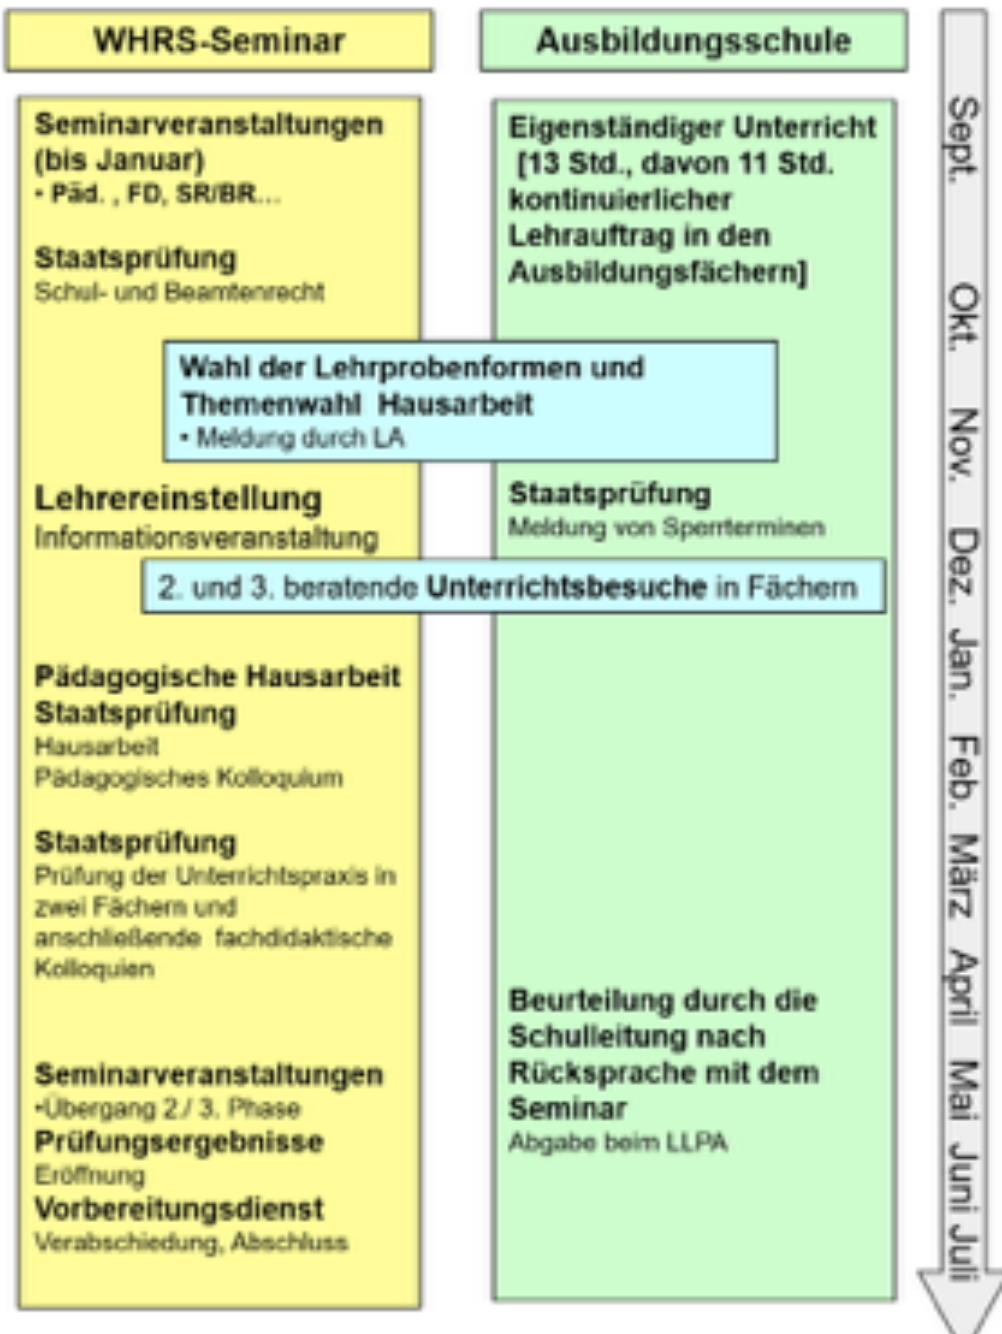 WHRS-Seminar
Seminarveranstaltungen
(bis Januar)
• Päd. , FD, SR/BR...
Staatsprüfung
Schul- und Beamtenrecht
Ausbildungsschule
Eigenständiger Unterricht
[13 Std., davon 11 Std.
kontinuierlicher
Lehrauftrag in den
Ausbildungsfächern]
Wahl der Lehrprobenformen und
Themenwahl Hausarbeit
• Meldung durch LA
Lehrereinstellung
Informationsveranstaltung
Staatsprüfung
Meldung von Sperrterminen
2. und 3. beratende Unterrichtsbesuche in Fächern
Pädagogische Hausarbeit
Staatsprüfung
Hausarbeit
Pädagogisches Kolloquium
Staatsprüfung
Prüfung der Unterrichtspraxis in
zwei Fächern und
anschließende fachdidaktische
Kolloquien
Seminarveranstaltungen
•Übergang 2./ 3. Phase
Prüfungsergebnisse
Eröffnung
Vorbereitungsdienst
Verabschiedung, Abschluss
Beurteilung durch die
Schulleitung nach
Rücksprache mit dem
Seminar
Abgabe beim LLPA
Sept. Okt. Nov. Dez. Jan. Feb. März April Mai Juni Juli